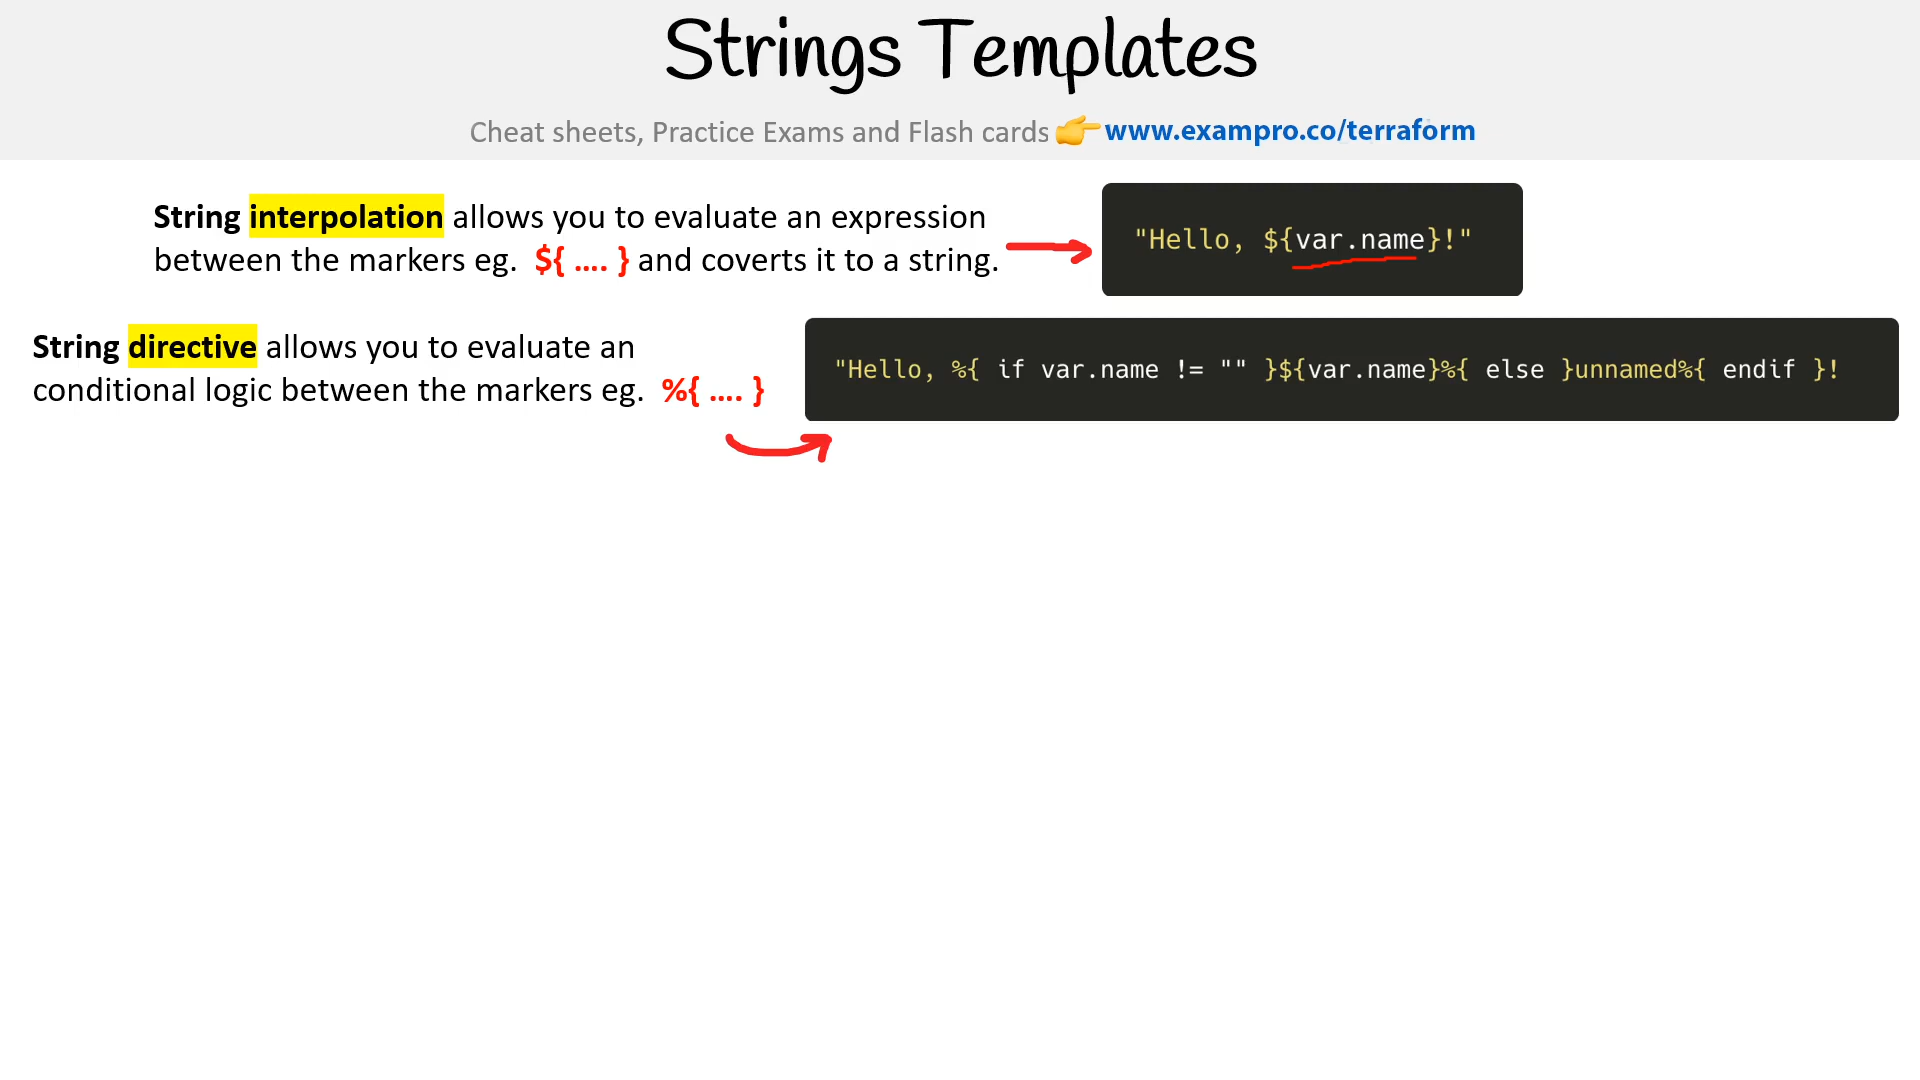 Strings Templates
Cheat sheets, Practice Exams and Flash cards 👉 www.exampro.co/terraform
String interpolation allows you to evaluate an expression
between the markers eg. ${ .... } and coverts it to a string.
"Hello, ${var.name}!"
String directive allows you to evaluate an
conditional logic between the markers eg. %{ .... }
"Hello, %{ if var.name != "" }${var.name}%{ else }unnamed%{ endif }!